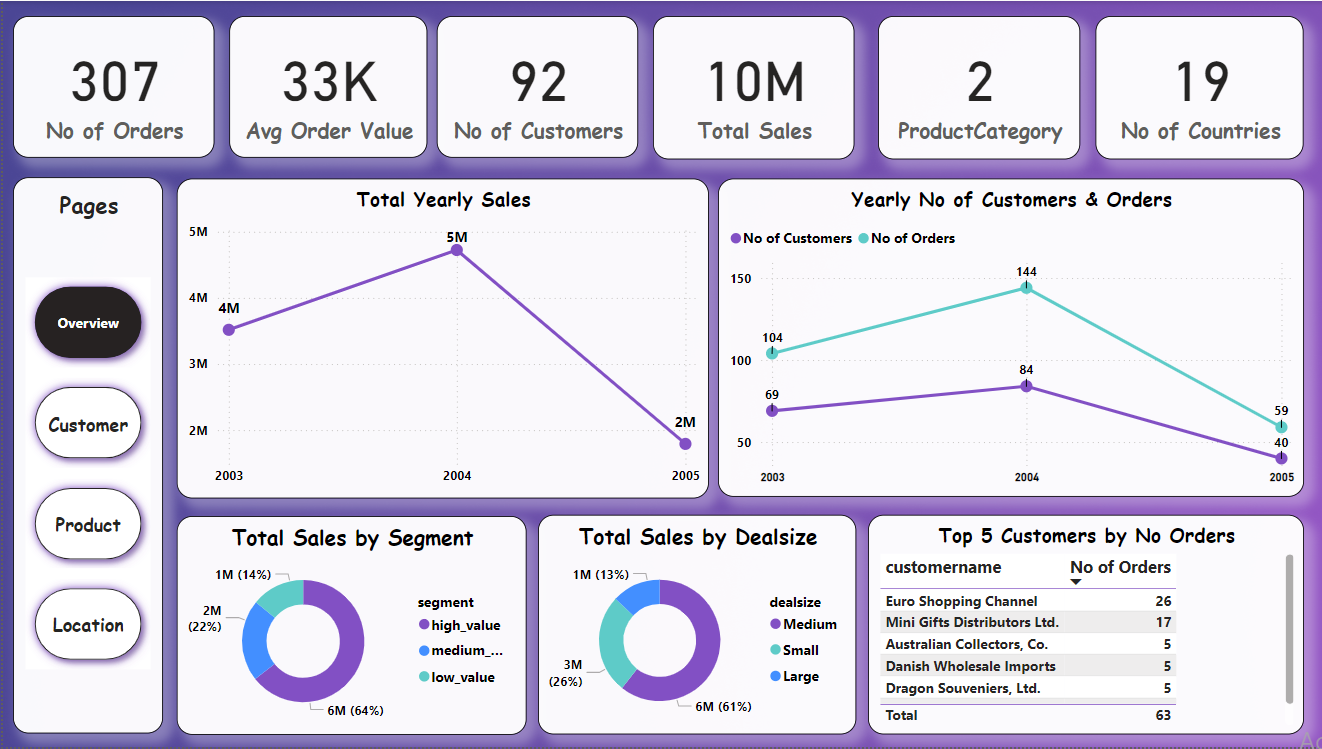 307
No of Orders
33K
Avg Order Value
92
No of Customers
10M
Total Sales
2
ProductCategory
19
No of Countries
Pages
Overview
Customer
Product
Location
Total Yearly Sales
5M
4M
3M
2M
4M
5M
2M
2003 2004 2005
Yearly No of Customers & Orders
No of Customers No of Orders
150
100
50
104
144
59
69
84
40
2003 2004 2005
Total Sales by Segment
1M (14%)
2M
(22%)
6M (64%)
segment
high_value
medium_...
low_value
Total Sales by Dealsize
1M (13%)
3M
(26%)
6M (61%)
dealsize
Medium
Small
Large
Top 5 Customers by No Orders
customername No of Orders
Euro Shopping Channel 26
Mini Gifts Distributors Ltd. 17
Australian Collectors, Co. 5
Danish Wholesale Imports 5
Dragon Souveniers, Ltd. 5
Total 63